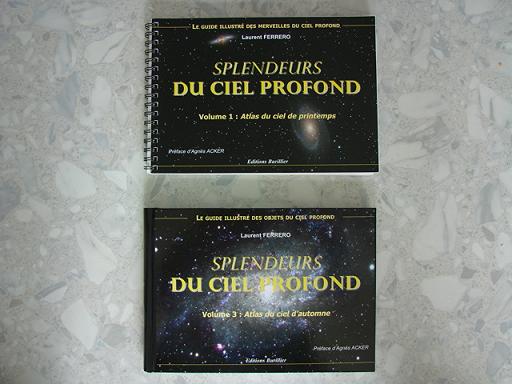 LE GUIDE ILLUSTRÉ DES MERVEILLES DU CIEL PROFOND
Laurent FERRERO
SPLENDEURS
DU CIEL PROFOND
Volume 1 : Atlas du ciel de printemps
Préface d'Agnès ACKER
Editions Burillier
LE GUIDE ILLUSTRÉ DES OBJETS DU CIEL PROFOND
Laurent FERRERO
SPLENDEURS
DU CIEL PROFOND
Volume 3 : Atlas du ciel d'automne
Préface d'Agnès ACKER
Editions Burillier